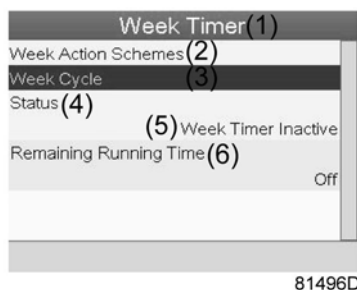 Week Timer(1)
Week Action Schemes(2)
Week Cycle (3)
Status(4)
(5)Week Timer Inactive
Remaining Running Time(6)
Off
81496D